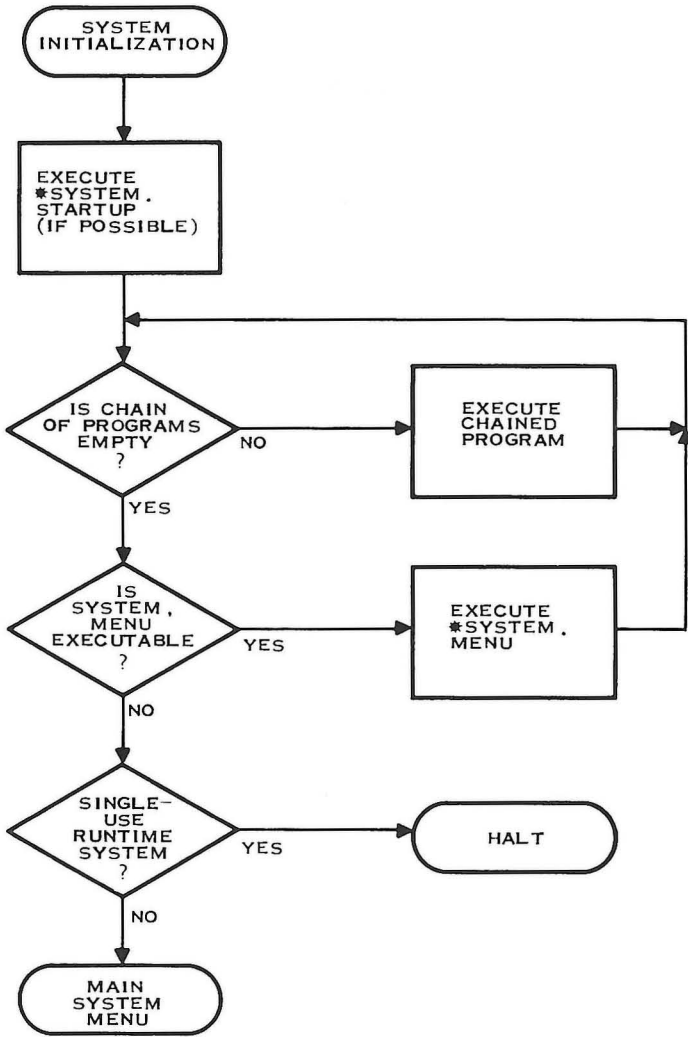 SYSTEM
INITIALIZATION
EXECUTE
*SYSTEM.
STARTUP
(IF POSSIBLE)
IS CHAIN
OF PROGRAMS
EMPTY
?
NO
EXECUTE
CHAINED
PROGRAM
YES
IS
SYSTEM.
MENU
EXECUTABLE
?
YES
EXECUTE
*SYSTEM.
MENU
NO
SINGLE-
USE
RUNTIME
SYSTEM
?
YES
HALT
NO
MAIN
SYSTEM
MENU